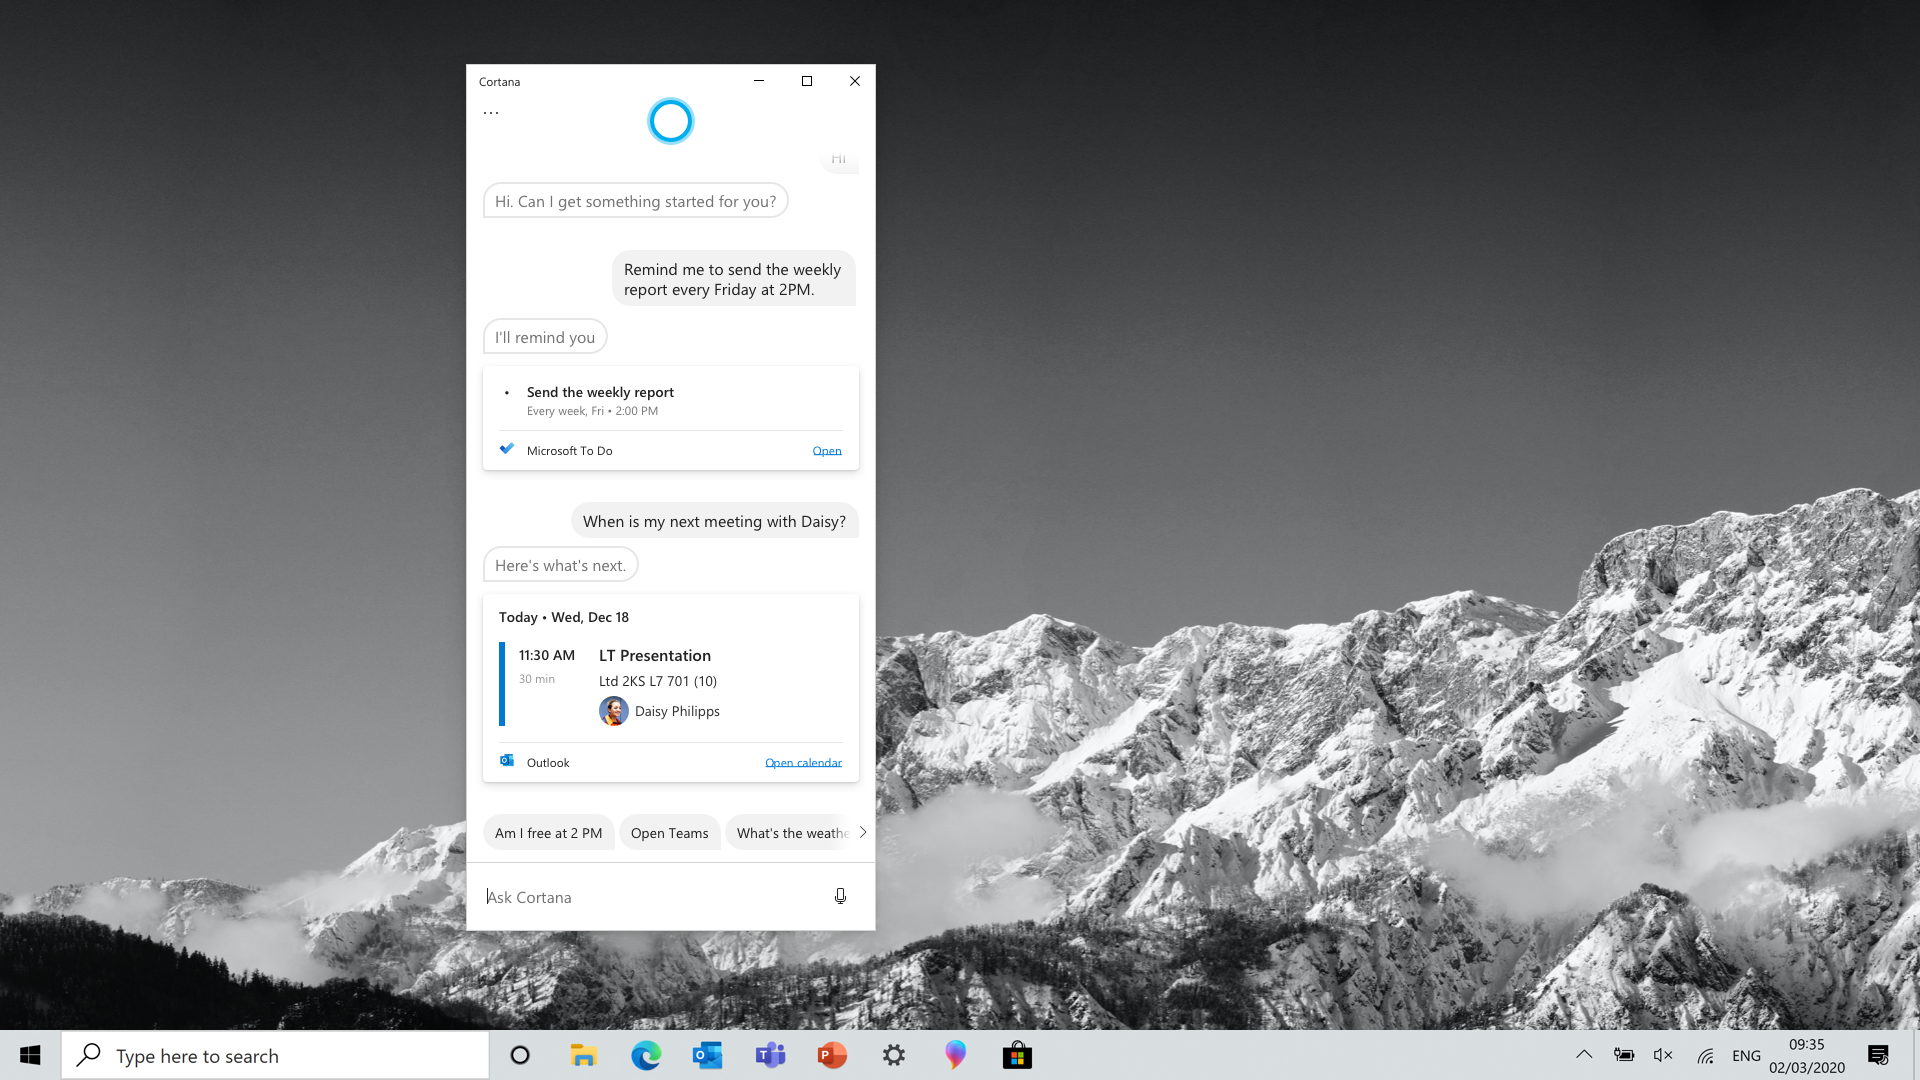 Cortana
...
Hi
Hi. Can I get something started for you?
Remind me to send the weekly
report every Friday at 2PM.
I'll remind you
• Send the weekly report
Every week, Fri • 2:00 PM
Microsoft To Do Open
When is my next meeting with Daisy?
Here's what's next.
Today • Wed, Dec 18
11:30 AM LT Presentation
30 min Ltd 2KS L7 701 (10)
Daisy Philipps
Outlook Open calendar
Am I free at 2 PM Open Teams What's the weathe
Ask Cortana
Type here to search
ENG
09:35
02/03/2020